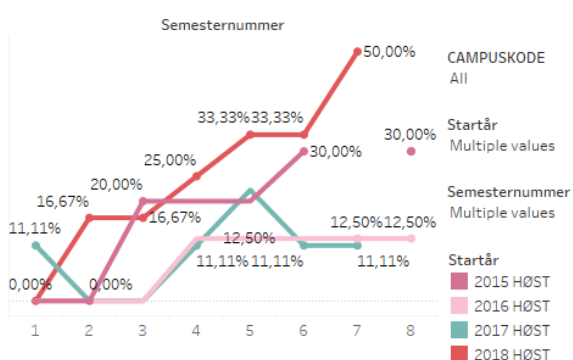 Semesternummer
50,00%
33,33% 33,33%
30,00%
25,00%
20,00%
16,67%
16,67%
11,11%
12,50%
12,50% 12,50%
11,11% 11,11%
11,11%
0,00%
0,00%
30,00%
1 2 3 4 5 6 7 8
CAMPUSKODE
All
Startår
Multiple values
Semesternummer
Multiple values
Startår
2015 HØST
2016 HØST
2017 HØST
2018 HØST